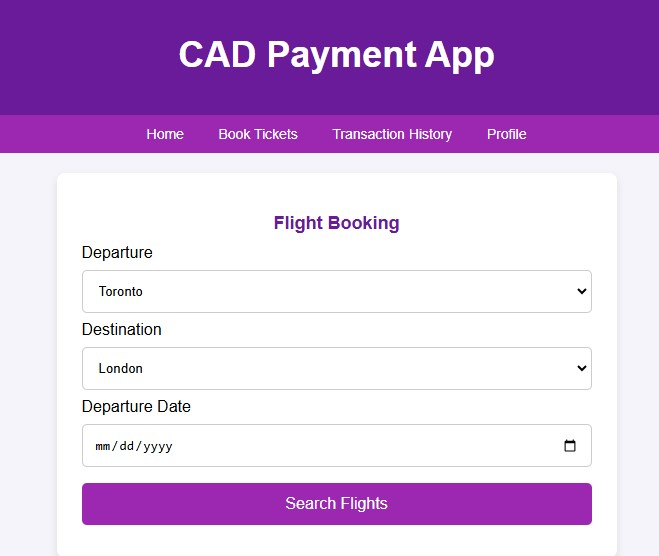 CAD Payment App
Home Book Tickets Transaction History Profile
Flight Booking
Departure
Toronto
Destination
London
Departure Date
mm/dd/yyyy
Search Flights